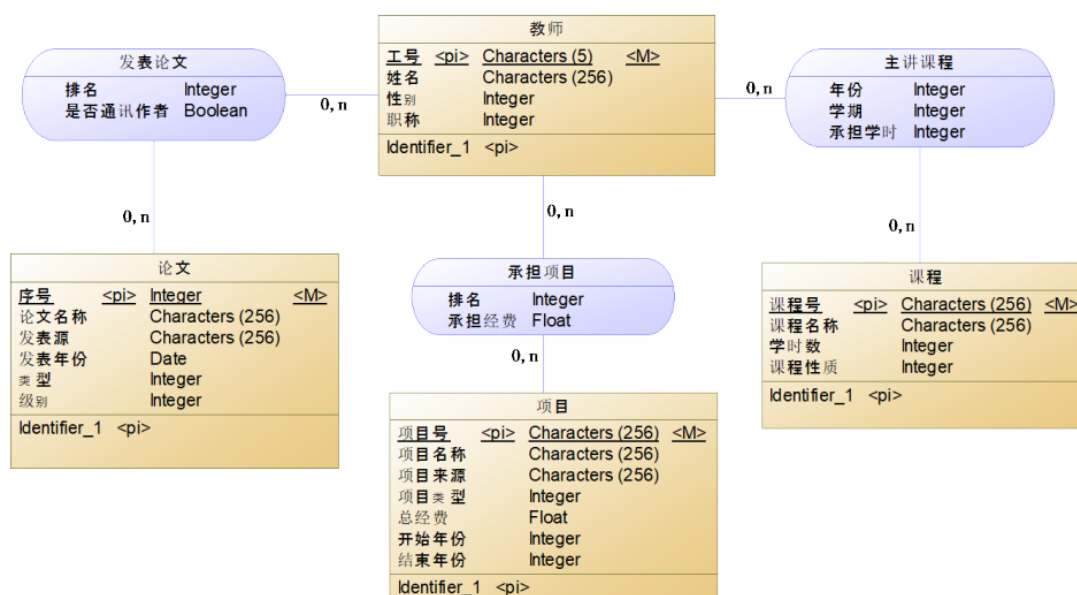 教师
工号 <pi> Characters (5) <M>
姓名 Characters (256)
性别 Integer
职称 Integer
Identifier_1 <pi>
发表论文
排名 Integer
是否通讯作者 Boolean
0,n
0,n
主讲课程
年份 Integer
学期 Integer
承担学时 Integer
0,n
0,n
0,n
论文
序号 <pi> Integer <M>
论文名称 Characters (256)
发表源 Characters (256)
发表年份 Date
类型 Integer
级别 Integer
Identifier_1 <pi>
承担项目
排名 Integer
承担经费 Float
0,n
课程
课程号 <pi> Characters (256) <M>
课程名称 Characters (256)
学时数 Integer
课程性质 Integer
Identifier_1 <pi>
项目
项目号 <pi> Characters (256) <M>
项目名称 Characters (256)
项目来源 Characters (256)
项目类型 Integer
总经费 Float
开始年份 Integer
结束年份 Integer
Identifier_1 <pi>